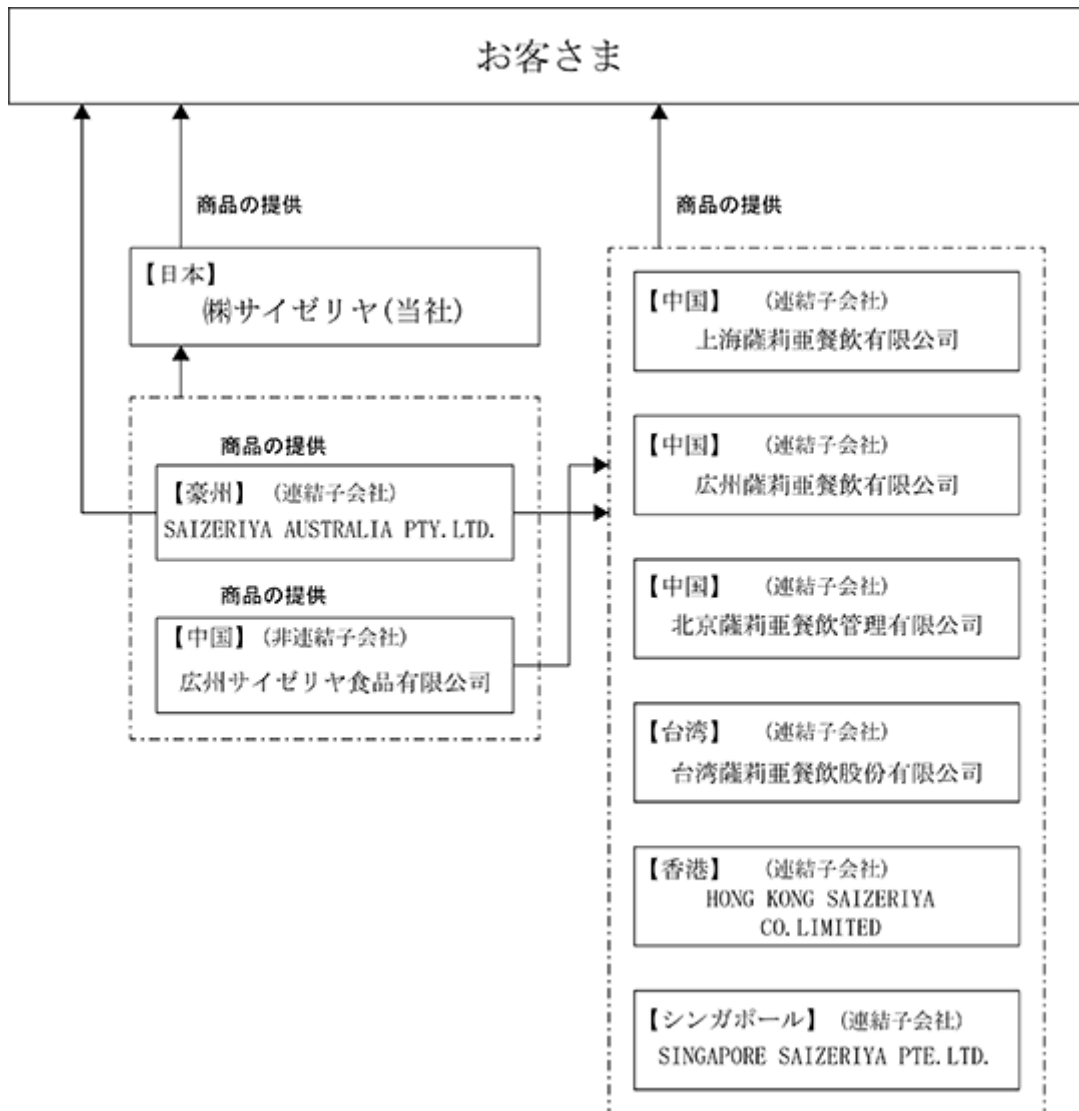 お客さま
商品の提供
商品の提供
【日本】
㈱サイゼリヤ(当社)
商品の提供
【豪州】 (連結子会社)
SAIZERIYA AUSTRALIA PTY.LTD.
商品の提供
【中国】(非連結子会社)
広州サイゼリヤ食品有限公司
【中国】 (連結子会社)
上海薩莉亜餐飲有限公司
【中国】 (連結子会社)
広州薩莉亜餐飲有限公司
【中国】 (連結子会社)
北京薩莉亜餐飲管理有限公司
【台湾】 (連結子会社)
台湾薩莉亜餐飲股份有限公司
【香港】 (連結子会社)
HONG KONG SAIZERIYA
CO.LIMITED
【シンガポール】 (連結子会社)
SINGAPORE SAIZERIYA PTE.LTD.